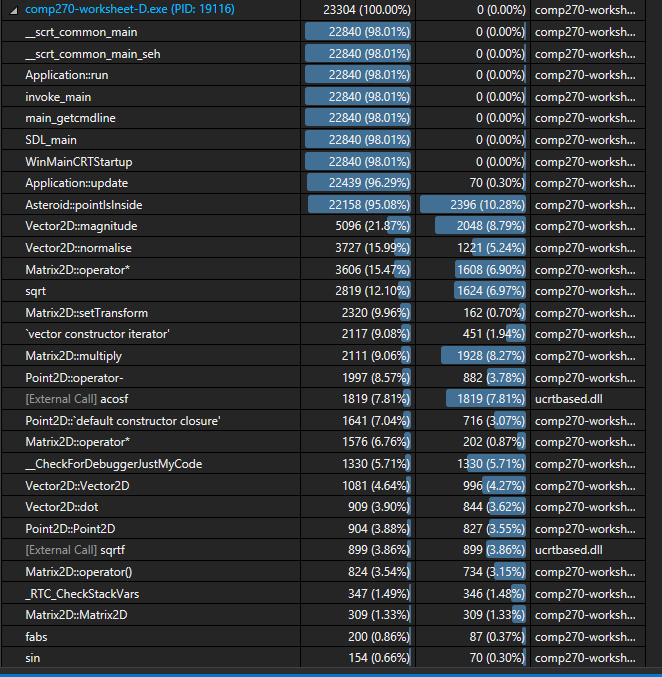 comp270-worksheet-D.exe (PID: 19116) 23304 (100.00%) 0 (0.00%) comp270-worksh...
__scrt_common_main 22840 (98.01%) 0 (0.00%) comp270-worksh...
__scrt_common_main_seh 22840 (98.01%) 0 (0.00%) comp270-worksh...
Application::run 22840 (98.01%) 0 (0.00%) comp270-worksh...
invoke_main 22840 (98.01%) 0 (0.00%) comp270-worksh...
main_getcmdline 22840 (98.01%) 0 (0.00%) comp270-worksh...
SDL_main 22840 (98.01%) 0 (0.00%) comp270-worksh...
WinMainCRTStartup 22840 (98.01%) 0 (0.00%) comp270-worksh...
Application::update 22439 (96.29%) 70 (0.30%) comp270-worksh...
Asteroid::pointIsInside 22158 (95.08%) 2396 (10.28%) comp270-worksh...
Vector2D::magnitude 5096 (21.87%) 2048 (8.79%) comp270-worksh...
Vector2D::normalise 3727 (15.99%) 1221 (5.24%) comp270-worksh...
Matrix2D::operator* 3606 (15.47%) 1608 (6.90%) comp270-worksh...
sqrt 2819 (12.10%) 1624 (6.97%) comp270-worksh...
Matrix2D::setTransform 2320 (9.96%) 162 (0.70%) comp270-worksh...
`vector constructor iterator' 2117 (9.08%) 451 (1.94%) comp270-worksh...
Matrix2D::multiply 2111 (9.06%) 1928 (8.27%) comp270-worksh...
Point2D::operator- 1997 (8.57%) 882 (3.78%) comp270-worksh...
[External Call] acosf 1819 (7.81%) 1819 (7.81%) ucrtbased.dll
Point2D::`default constructor closure' 1641 (7.04%) 716 (3.07%) comp270-worksh...
Matrix2D::operator* 1576 (6.76%) 202 (0.87%) comp270-worksh...
__CheckForDebuggerJustMyCode 1330 (5.71%) 1330 (5.71%) comp270-worksh...
Vector2D::Vector2D 1081 (4.64%) 996 (4.27%) comp270-worksh...
Vector2D::dot 909 (3.90%) 844 (3.62%) comp270-worksh...
Point2D::Point2D 904 (3.88%) 827 (3.55%) comp270-worksh...
[External Call] sqrtf 899 (3.86%) 899 (3.86%) ucrtbased.dll
Matrix2D::operator() 824 (3.54%) 734 (3.15%) comp270-worksh...
_RTC_CheckStackVars 347 (1.49%) 346 (1.48%) comp270-worksh...
Matrix2D::Matrix2D 309 (1.33%) 309 (1.33%) comp270-worksh...
fabs 200 (0.86%) 87 (0.37%) comp270-worksh...
sin 154 (0.66%) 70 (0.30%) comp270-worksh...